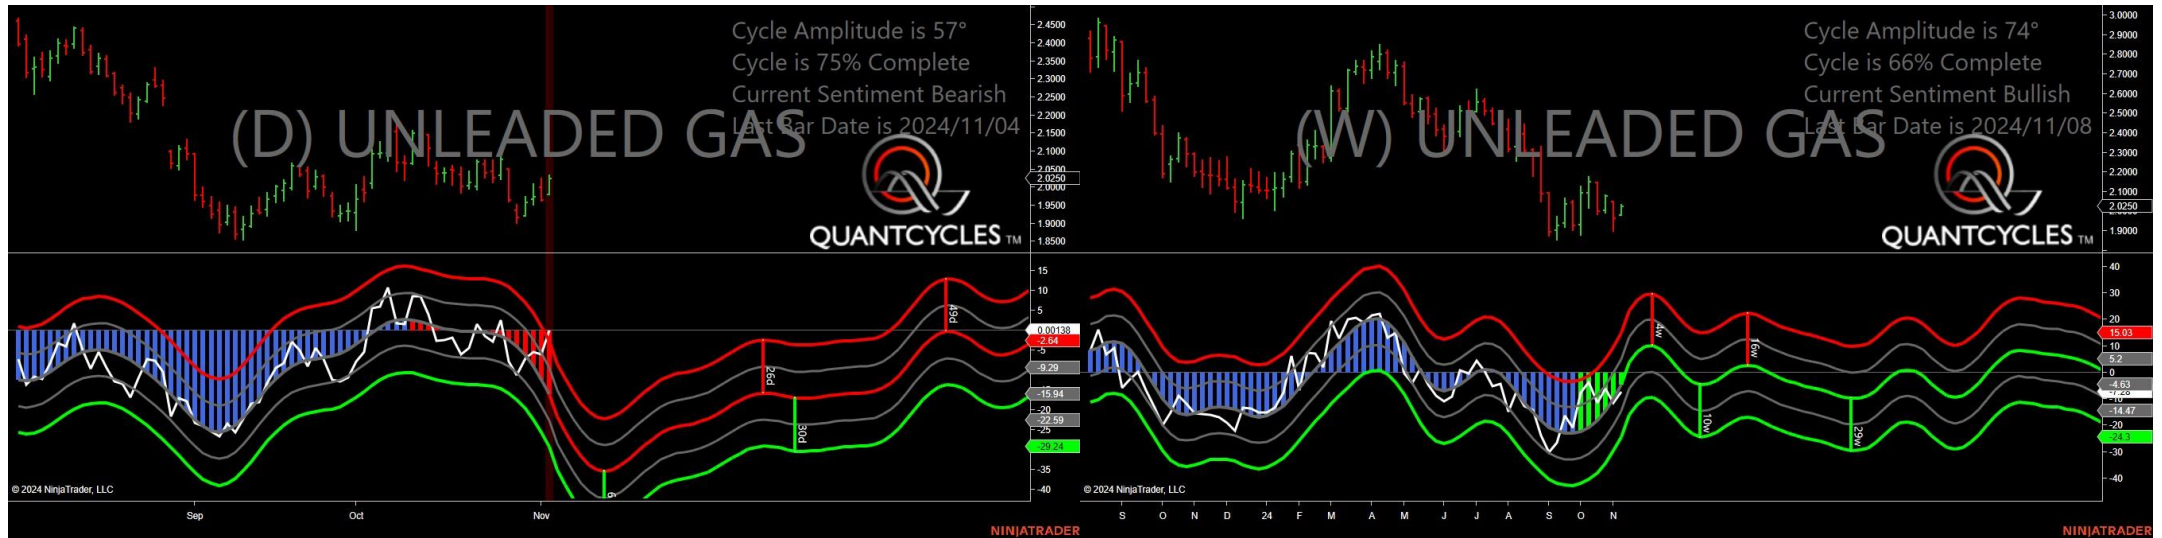 Cycle Amplitude is 57°
Cycle is 75% Complete
Current Sentiment Bearish
Last Bar Date is 2024/11/04
(D) UNLEADED GAS
QUANTCYCLES TM
2.4500
2.4000
2.3500
2.3000
2.2500
2.2000
2.1500
2.1000
2.0500
2.0250
2.0000
1.9500
1.9000
1.8500
15
10
5
0.00138
-2.64
-5
-9.29
-15.94
-20
-22.59
-25
-29.24
-35
-40
6
26d
30d
49d
© 2024 NinjaTrader, LLC
Sep Oct Nov
NINJATRADER
Cycle Amplitude is 74°
Cycle is 66% Complete
Current Sentiment Bullish
Last Bar Date is 2024/11/08
(W) UNLEADED GAS
QUANTCYCLES TM
3.0000
2.8000
2.7000
2.6000
2.5000
2.4000
2.3000
2.2000
2.1000
2.0250
1.9000
40
30
20
15.03
10
5.2
0
-4.63
-7.28
-10
-14.47
-20
-24.3
-30
-40
4w
10w
16w
29w
© 2024 NinjaTrader, LLC
S O N D 24 F M A M J J A S O N
NINJATRADER